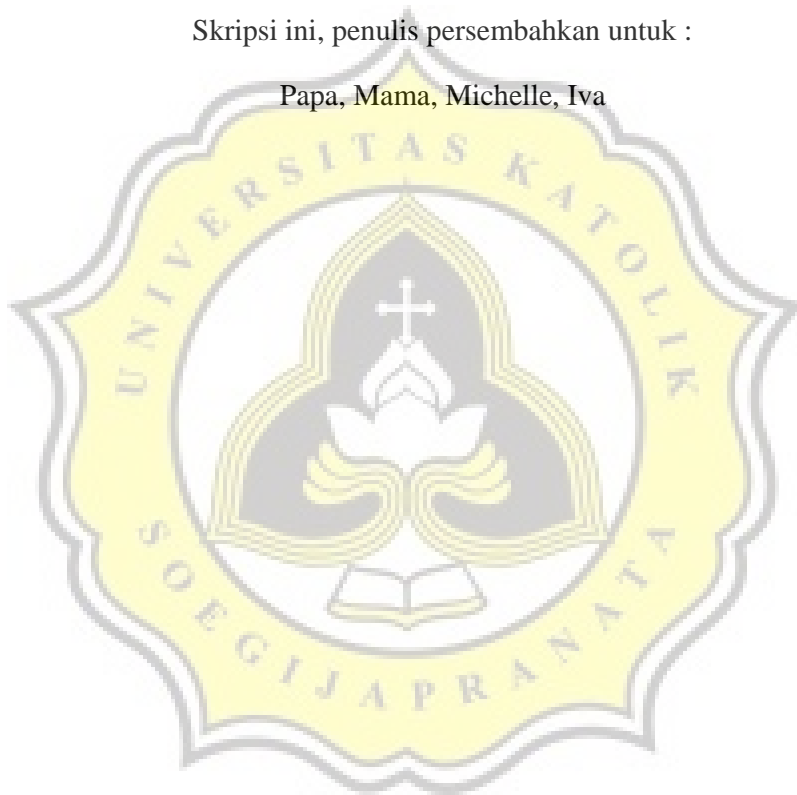 Skripsi ini, penulis persembahkan untuk :
Papa, Mama, Michelle, Iva
UNIVERSITAS KATOLIK
SOEGIJAPRANATA